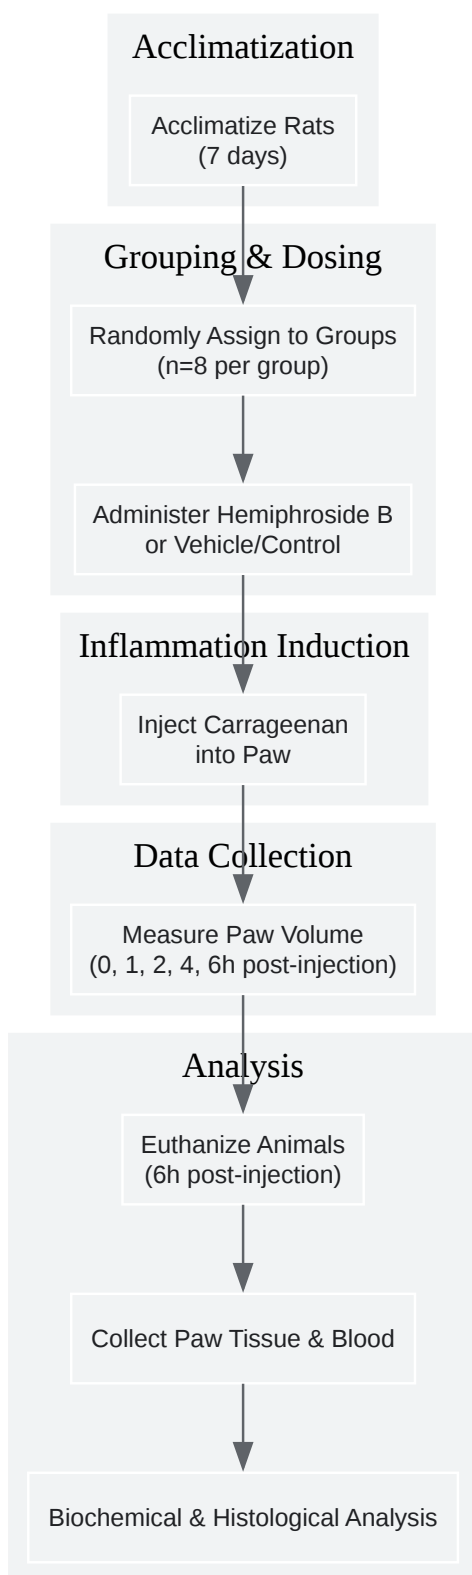 Acclimatization
Acclimatize Rats
(7 days)
Grouping & Dosing
Randomly Assign to Groups
(n=8 per group)
Administer Hemiphroside B
or Vehicle/Control
Inflammation Induction
Inject Carrageenan
into Paw
Data Collection
Measure Paw Volume
(0, 1, 2, 4, 6h post-injection)
Analysis
Euthanize Animals
(6h post-injection)
Collect Paw Tissue & Blood
Biochemical & Histological Analysis